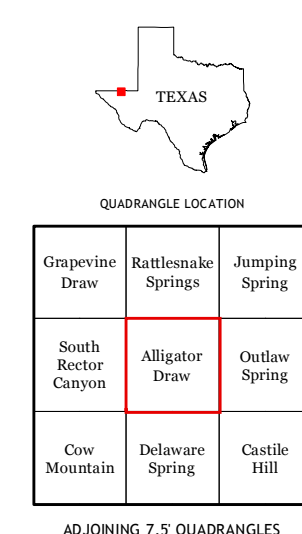 TEXAS
QUADRANGLE LOCATION
Grapevine
Draw
Rattlesnake
Springs
Jumping
Spring
South
Rector
Canyon
Alligator
Draw
Outlaw
Spring
Cow
Mountain
Delaware
Spring
Castile
Hill
ADJOINING 7.5' QUADRANGLES